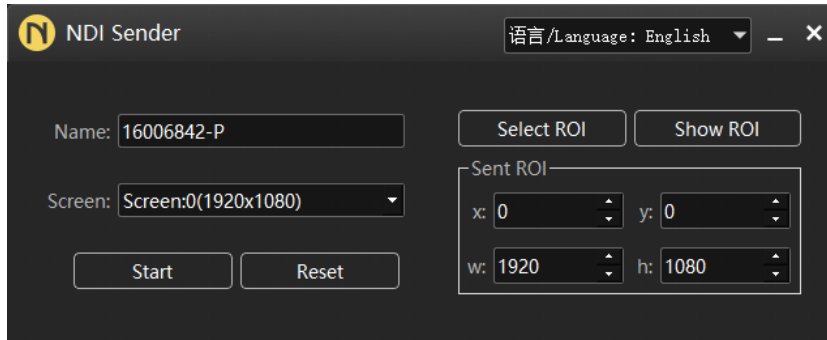 NDI Sender
语言/Language: English
Name: 16006842-P
Select ROI
Show ROI
Sent ROI
Screen: Screen:0(1920x1080)
x: 0
y: 0
Start
Reset
w: 1920
h: 1080